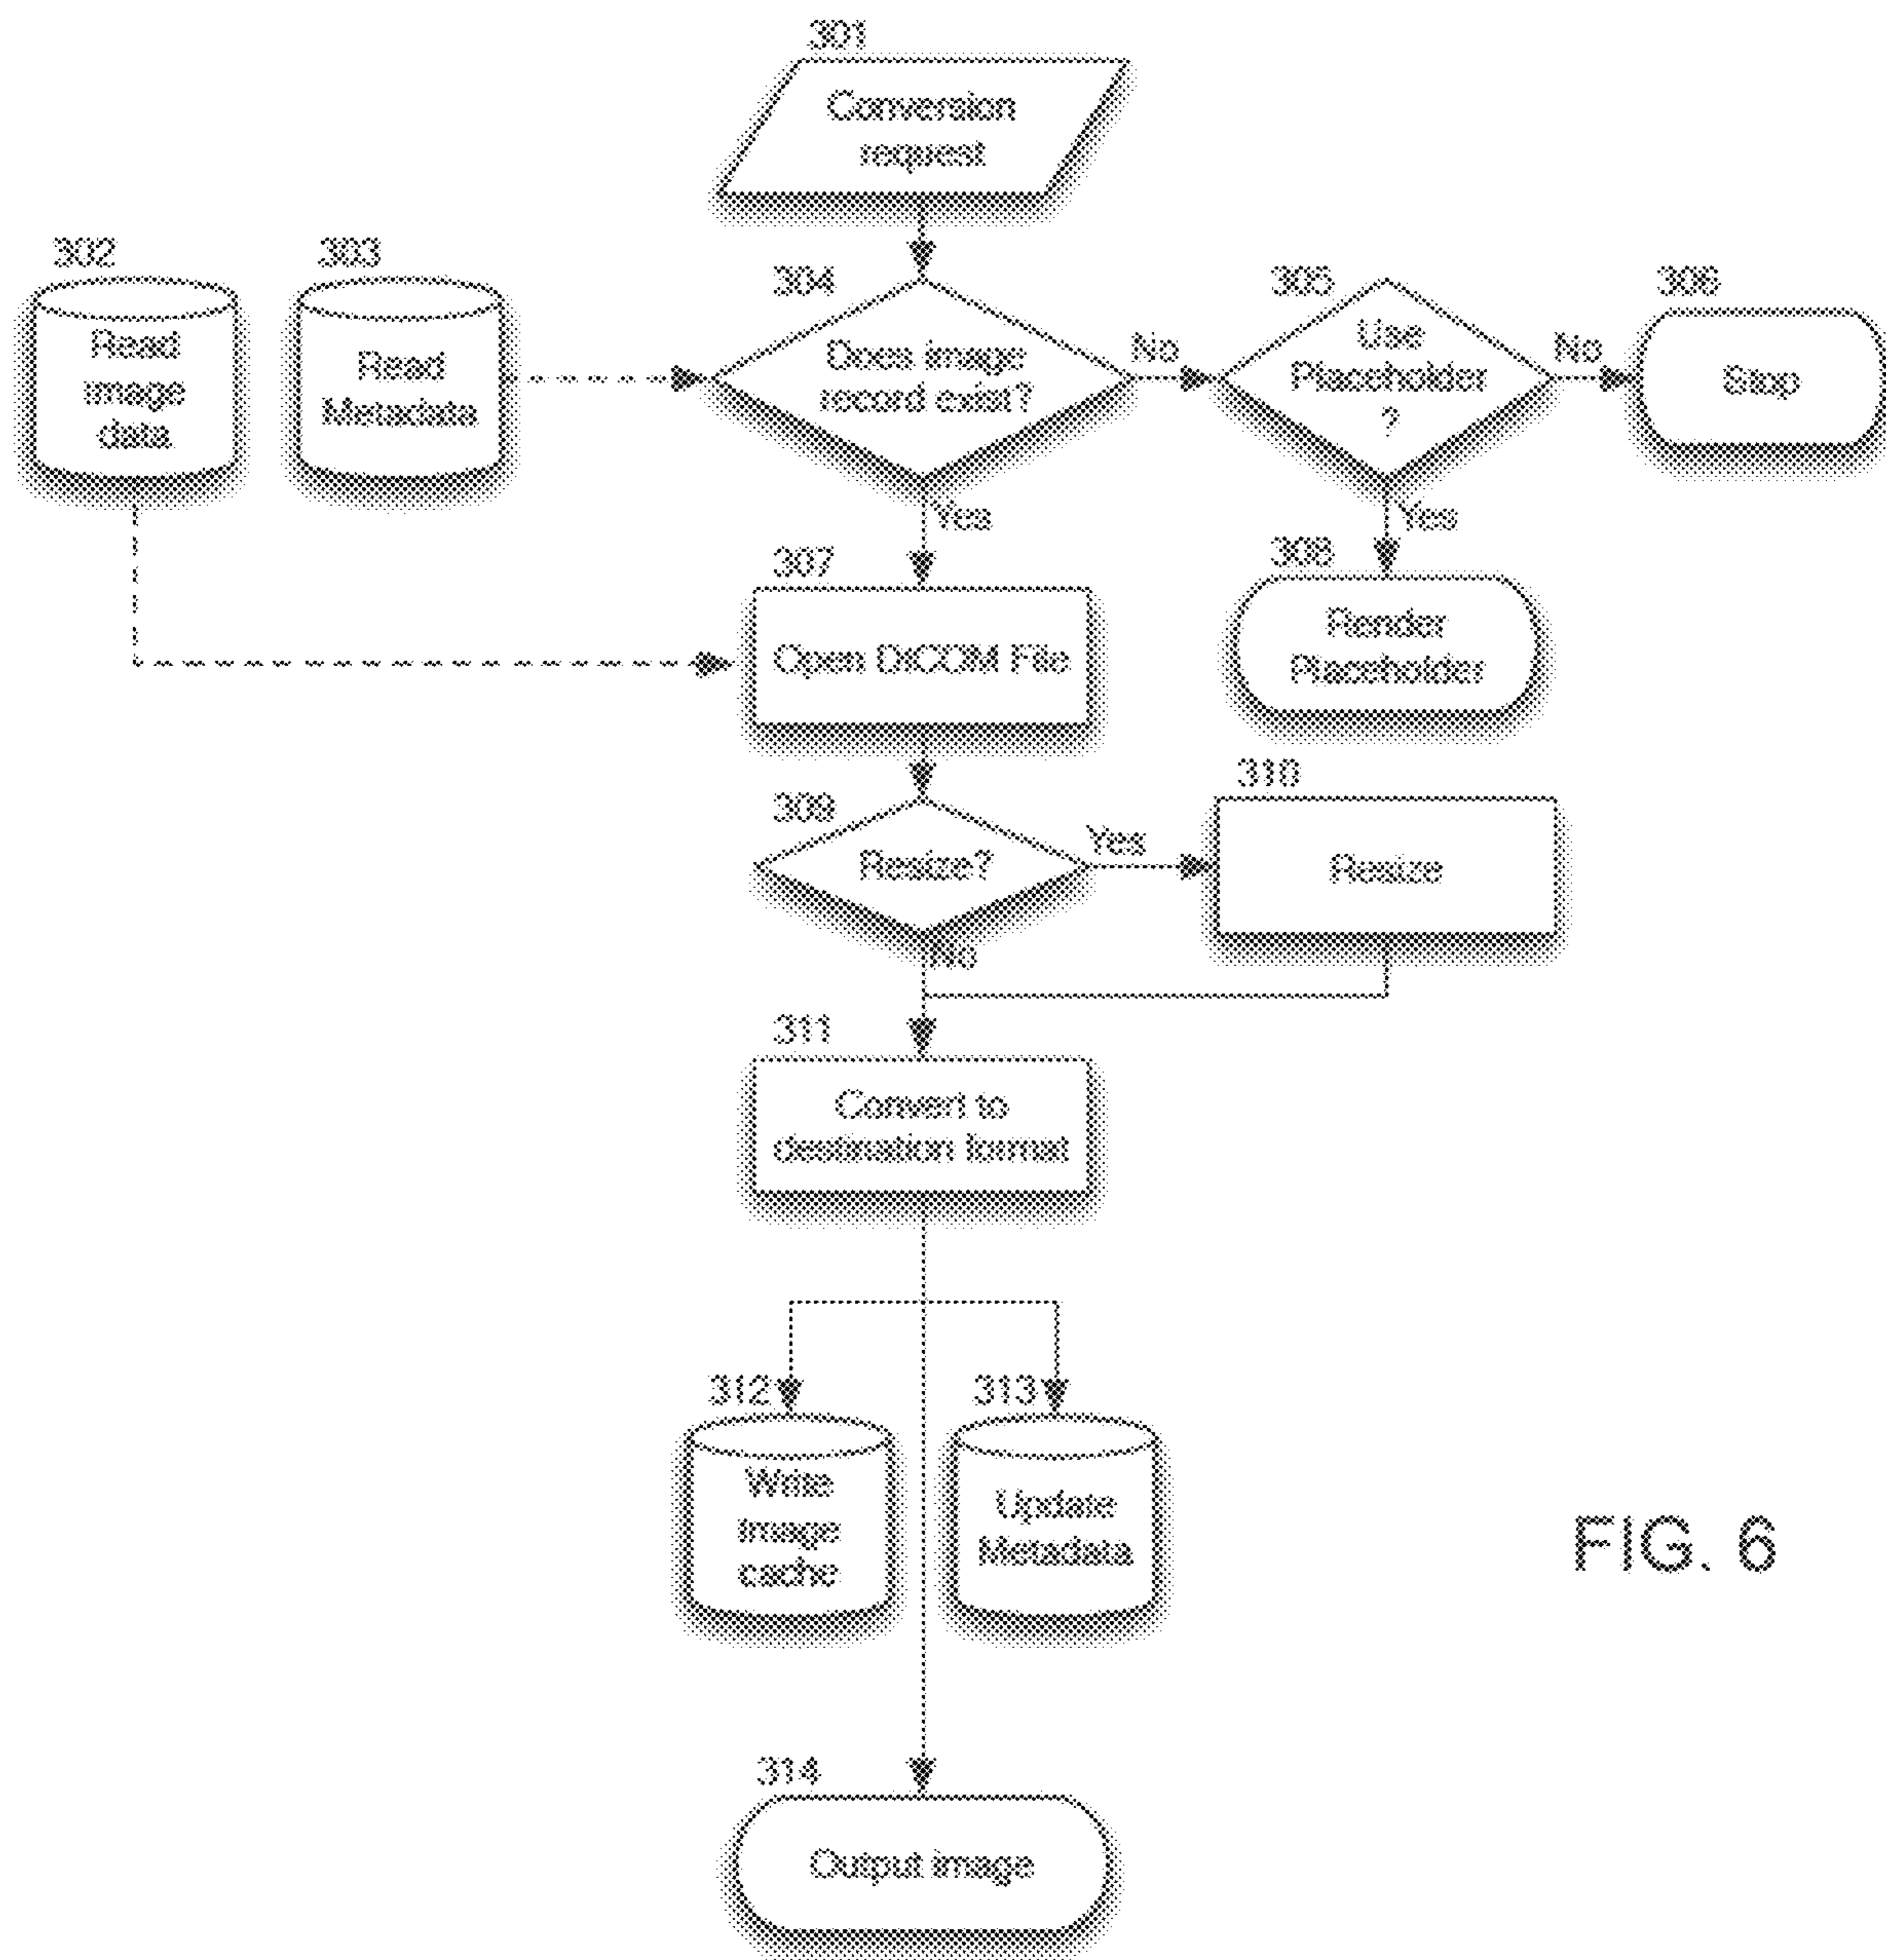 301
Conversion
request
302
Read
image
data
303
Read
Metadata
304
Does image
record exist?
No
305
Use
Placeholder
?
No
306
Stop
Yes
Yes
307
Open DICOM File
308
Render
Placeholder
309
Resize?
Yes
310
Resize
No
311
Convert to
destination format
312
Write
image
cache
313
Update
Metadata
314
Output image
FIG. 6